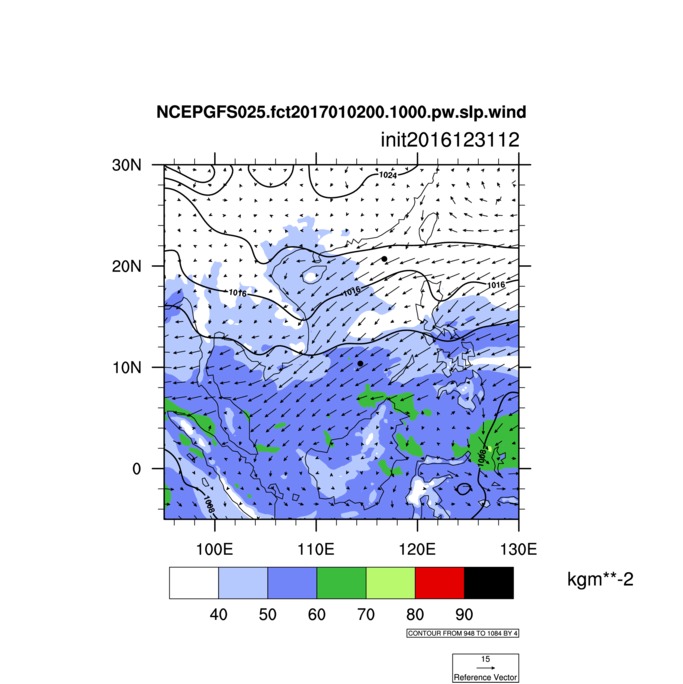 NCEPGFS025.fct2017010200.1000.pw.slp.wind
init2016123112
30N
1024
20N
1016
1016
1016
10N
0
1008
1008
100E 110E 120E 130E
kgm**-2
40 50 60 70 80 90
CONTOUR FROM 948 TO 1084 BY 4
15
Reference Vector